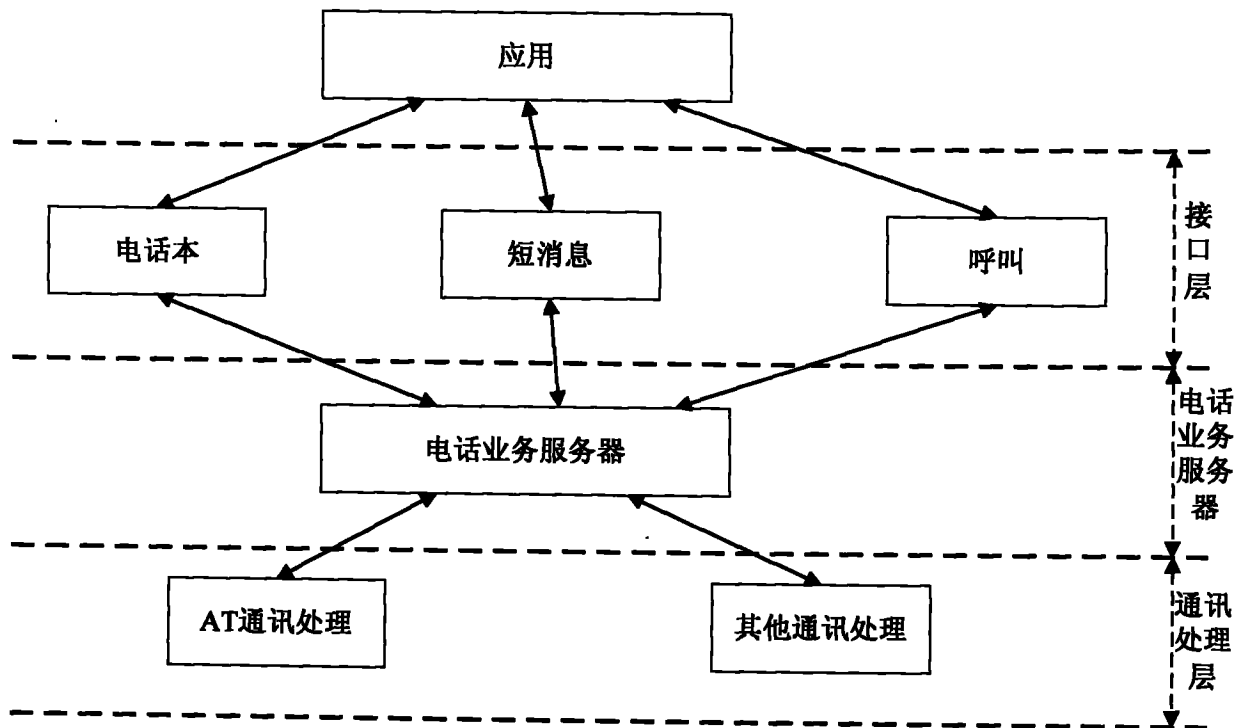 应用
电话本
短消息
呼叫
接
口
层
电话业务服务器
电话
业务
服务
器
AT通讯处理
其他通讯处理
通讯
处理
层